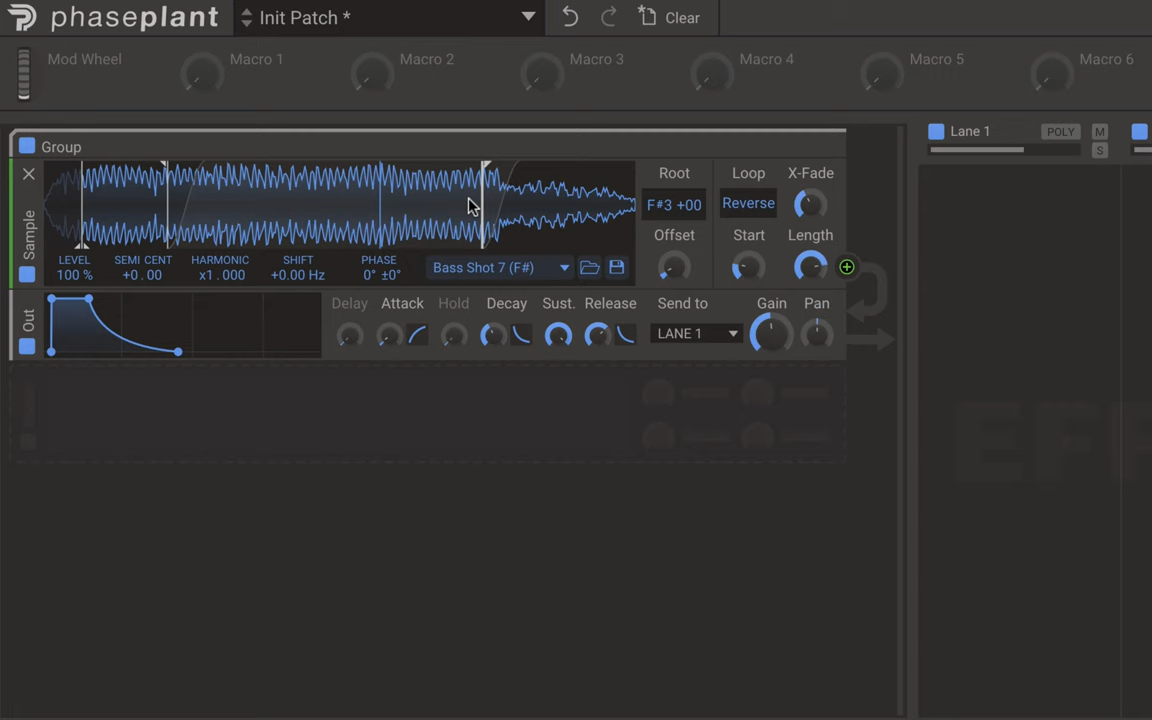 phaseplant
Init Patch *
Clear
Mod Wheel
Macro 1
Macro 2
Macro 3
Macro 4
Macro 5
Macro 6
Group
Lane 1
POLY
M
S
Sample
Root
Loop
X-Fade
F#3 +00
Reverse
Offset
Start
Length
LEVEL
SEMI CENT
HARMONIC
SHIFT
PHASE
100 %
+0.00
x1.000
+0.00 Hz
0° ±0°
Bass Shot 7 (F#)
Out
Delay
Attack
Hold
Decay
Sust.
Release
Send to
Gain
Pan
LANE 1